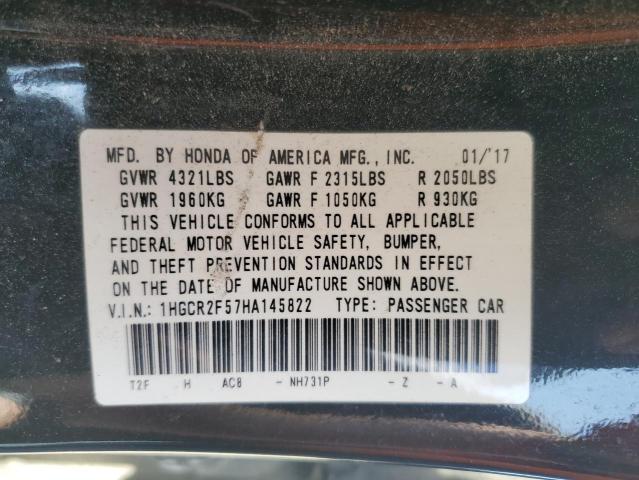 MFD. BY HONDA OF AMERICA MFG., INC. 01/'17
GVWR 4321LBS GAWR F 2315LBS R 2050LBS
GVWR 1960KG GAWR F 1050KG R 930KG
THIS VEHICLE CONFORMS TO ALL APPLICABLE
FEDERAL MOTOR VEHICLE SAFETY, BUMPER,
AND THEFT PREVENTION STANDARDS IN EFFECT
ON THE DATE OF MANUFACTURE SHOWN ABOVE.
V.I.N.: 1HGCR2F57HA145822 TYPE: PASSENGER CAR
T2F H AC8 - NH731P - Z - A